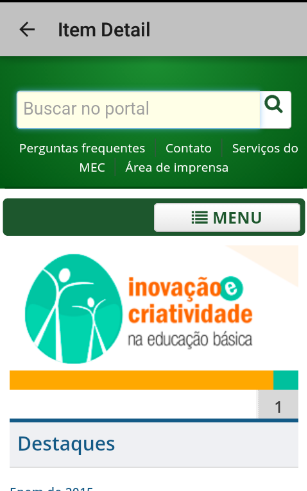 Item Detail
Buscar no portal
Perguntas frequentes Contato Serviços do
MEC Área de imprensa
MENU
inovação e
criatividade
na educação básica
1
Destaques